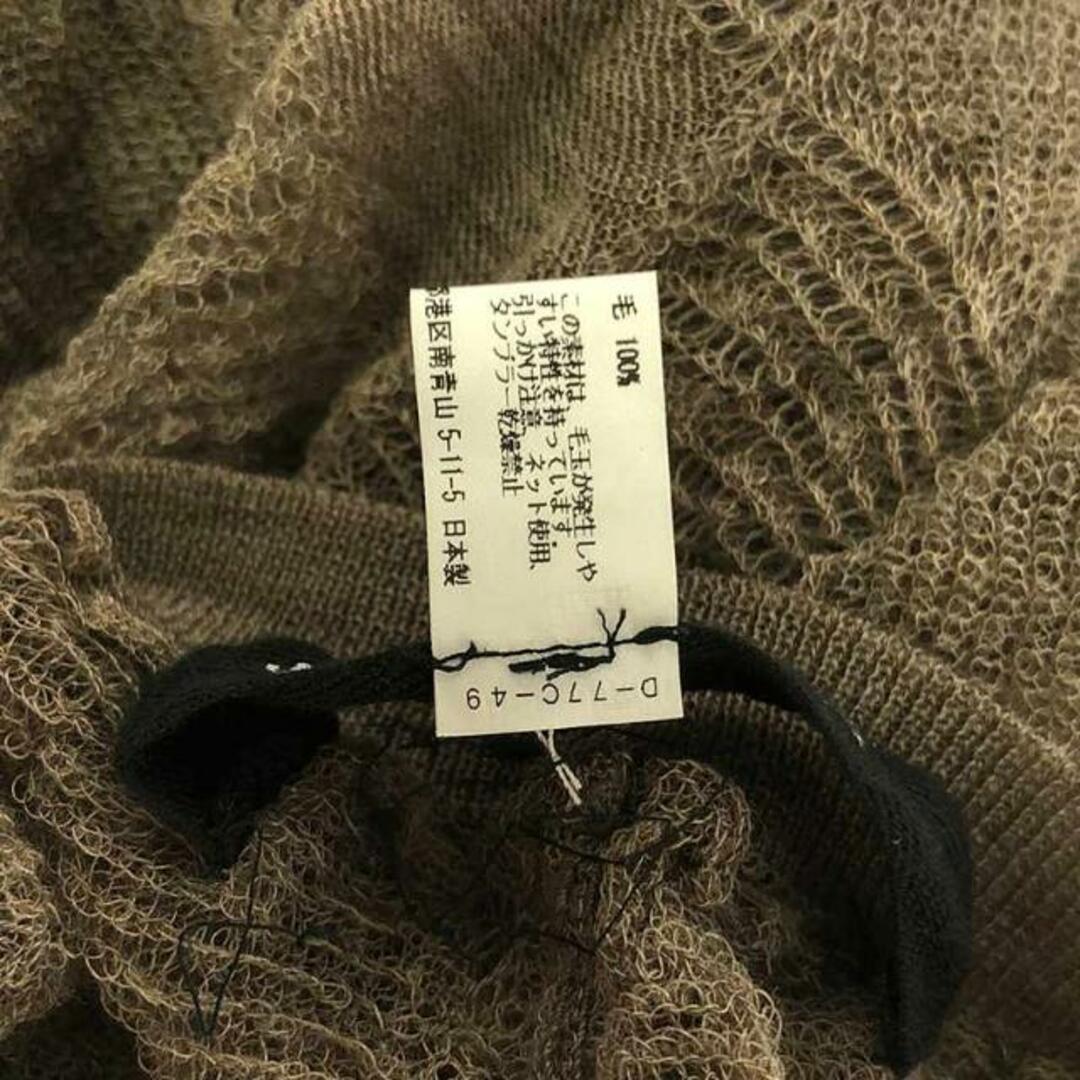 毛 100%
この素材は、毛玉が発生しや
すい特性を持っています.
引っかけ注意 ネット使用、
タンブラー乾燥禁止
港区南青山 5-11-5 日本製
D-77C-49